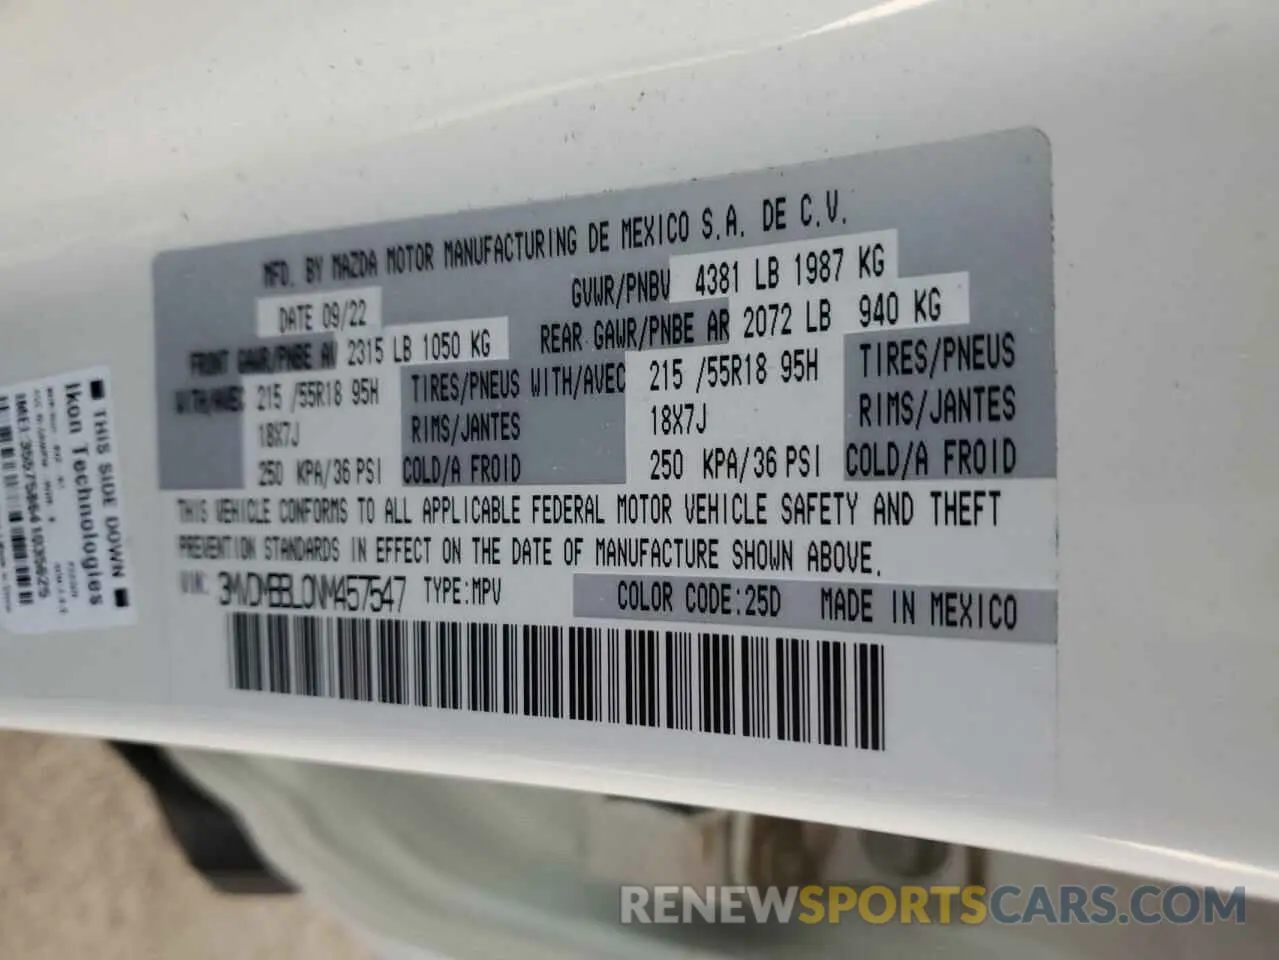 MFD. BY MAZDA MOTOR MANUFACTURING DE MEXICO S.A. DE C.V.
DATE 09/22 GVWR/PNBV 4381 LB 1987 KG
FRONT GAWR/PNBE AV 2315 LB 1050 KG REAR GAWR/PNBE AR 2072 LB 940 KG
WITH/AVEC 215 /55R18 95H TIRES/PNEUS WITH/AVEC 215 /55R18 95H TIRES/PNEUS
18X7J RIMS/JANTES 18X7J RIMS/JANTES
250 KPA/36 PSI COLD/A FROID 250 KPA/36 PSI COLD/A FROID
THIS VEHICLE CONFORMS TO ALL APPLICABLE FEDERAL MOTOR VEHICLE SAFETY AND THEFT
PREVENTION STANDARDS IN EFFECT ON THE DATE OF MANUFACTURE SHOWN ABOVE.
VIN: 3MVDMBBL0NM457547 TYPE:MPV COLOR CODE:25D MADE IN MEXICO
THIS SIDE DOWN
Ikon Technologies
RENEWSPORTSCARS.COM